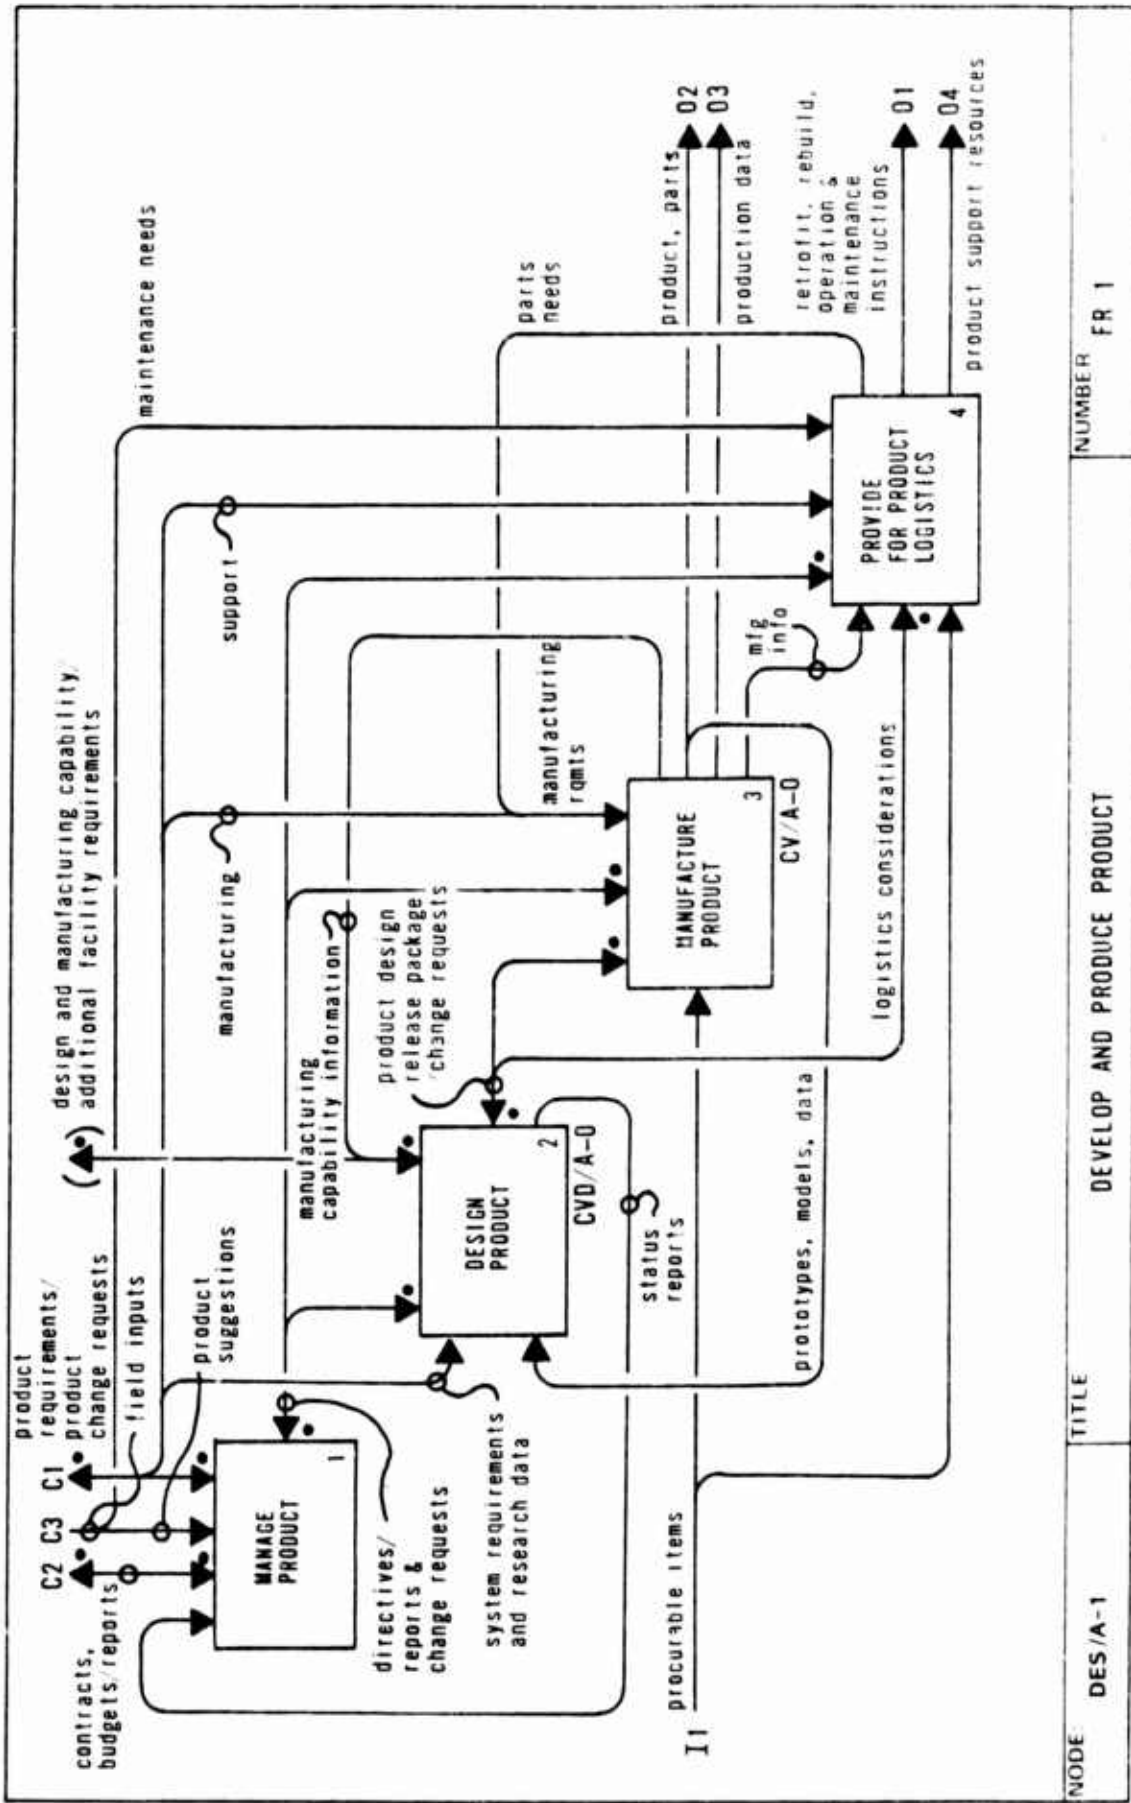 contracts,
budgets/reports
C2
C3
C1
product
requirements/
product
change requests
field inputs
product
suggestions
design and manufacturing capability/
additional facility requirements
maintenance needs
manufacturing
support
MANAGE
PRODUCT
1
directives/
reports &
change requests
system requirements
and research data
manufacturing
capability information
product design
release package
/change requests
DESIGN
PRODUCT
2
CVD/A-0
status
reports
manufacturing
rqmts
parts
needs
MANUFACTURE
PRODUCT
3
CV/A-0
mfg
info
product, parts
O2
O3
production data
PROVIDE
FOR PRODUCT
LOGISTICS
4
retrofit, rebuild,
operation &
maintenance
instructions
O1
O4
product support resources
logistics considerations
prototypes, models, data
I1
procurable items
NODE: DES/A-1
TITLE DEVELOP AND PRODUCE PRODUCT
NUMBER FR 1